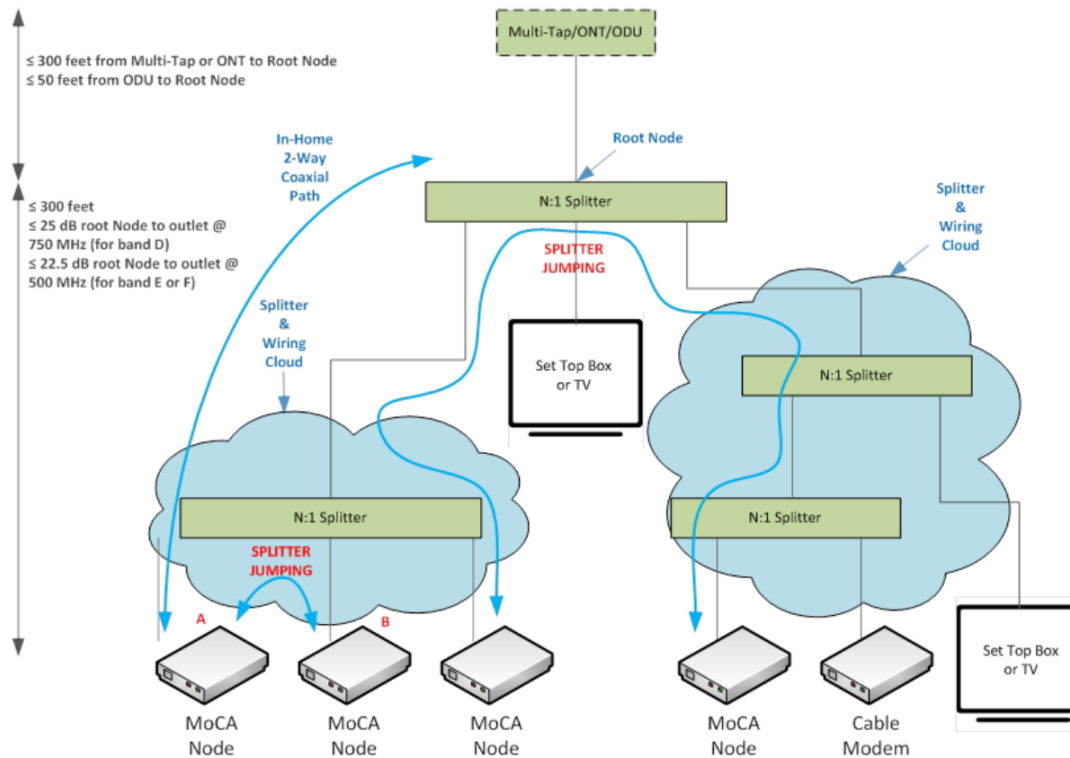 Multi-Tap/ONT/ODU
≤ 300 feet from Multi-Tap or ONT to Root Node
≤ 50 feet from ODU to Root Node
In-Home
2-Way
Coaxial
Path
Root Node
N:1 Splitter
Splitter
&
Wiring
Cloud
≤ 300 feet
≤ 25 dB root Node to outlet @
750 MHz (for band D)
≤ 22.5 dB root Node to outlet @
500 MHz (for band E or F)
SPLITTER
JUMPING
Splitter
&
Wiring
Cloud
Set Top Box
or TV
N:1 Splitter
N:1 Splitter
N:1 Splitter
SPLITTER
JUMPING
A
B
Set Top Box
or TV
MoCA
Node
MoCA
Node
MoCA
Node
MoCA
Node
Cable
Modem